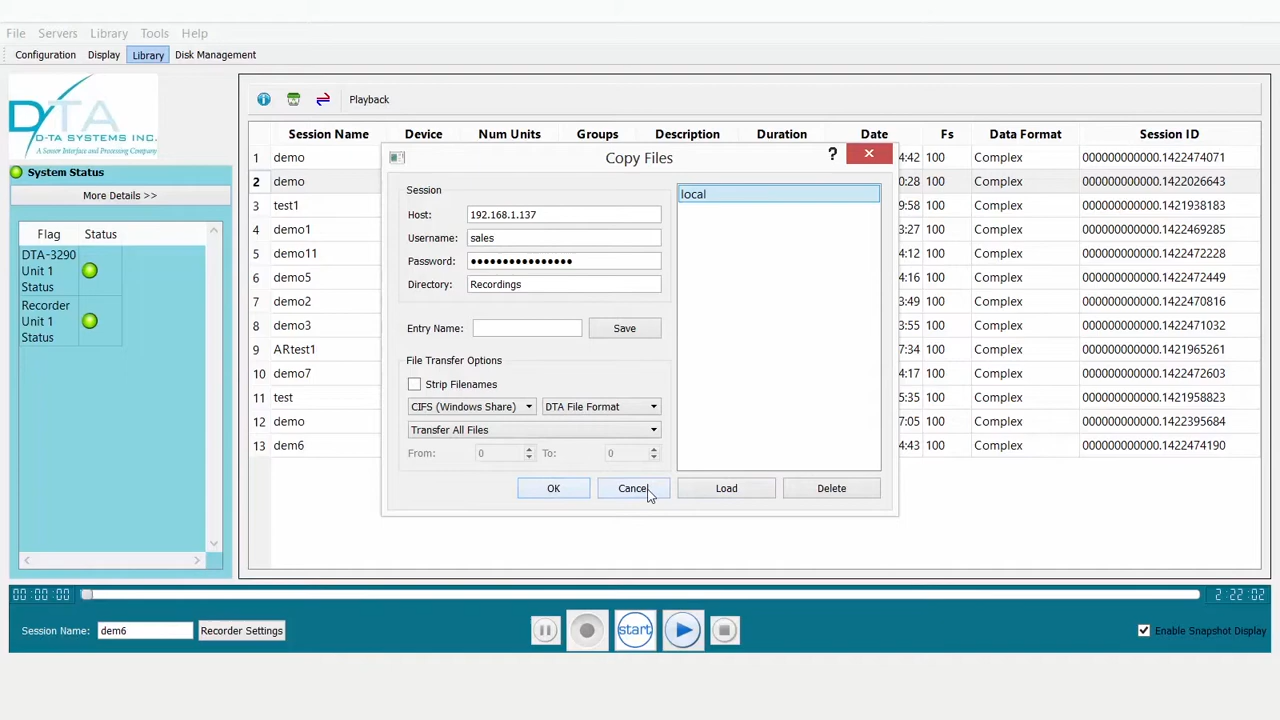 File Servers Library Tools Help
Configuration Display Library Disk Management
DTA
D-TA SYSTEMS INC.
A Sensor Interface and Processing Company
System Status
More Details >>
Flag Status
DTA-3290
Unit 1
Status
Recorder
Unit 1
Status
Playback
Session Name Device Num Units Groups Description Duration Date Fs Data Format Session ID
1 demo 4:42 100 Complex 000000000000.1422474071
2 demo 0:28 100 Complex 000000000000.1422026643
3 test1 9:58 100 Complex 000000000000.1421938183
4 demo1 3:27 100 Complex 000000000000.1422469285
5 demo11 4:12 100 Complex 000000000000.1422472228
6 demo5 4:16 100 Complex 000000000000.1422472449
7 demo2 3:49 100 Complex 000000000000.1422470816
8 demo3 3:55 100 Complex 000000000000.1422471032
9 ARtest1 7:34 100 Complex 000000000000.1421965261
10 demo7 4:17 100 Complex 000000000000.1422472603
11 test 5:35 100 Complex 000000000000.1421958823
12 demo 7:05 100 Complex 000000000000.1422395684
13 dem6 4:43 100 Complex 000000000000.1422474190
Copy Files ?
Session
Host: 192.168.1.137
Username: sales
Password: ●●●●●●●●●●●●●●●●
Directory: Recordings
Entry Name: Save
File Transfer Options
Strip Filenames
CIFS (Windows Share) DTA File Format
Transfer All Files
From: 0 To: 0
local
OK Cancel Load Delete
00:00:00 2:22:02
Session Name: dem6 Recorder Settings start Enable Snapshot Display